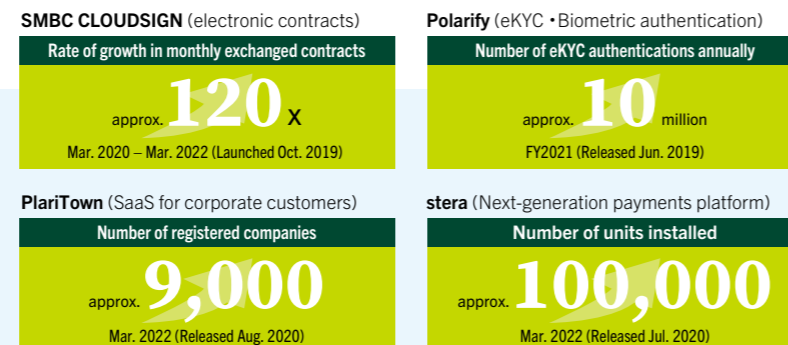 SMBC CLOUDSIGN (electronic contracts)
Rate of growth in monthly exchanged contracts
approx. 120 X
Mar. 2020 – Mar. 2022 (Launched Oct. 2019)
Polarify (eKYC・Biometric authentication)
Number of eKYC authentications annually
approx. 10 million
FY2021 (Released Jun. 2019)
PlariTown (SaaS for corporate customers)
Number of registered companies
approx. 9,000
Mar. 2022 (Released Aug. 2020)
stera (Next-generation payments platform)
Number of units installed
approx. 100,000
Mar. 2022 (Released Jul. 2020)